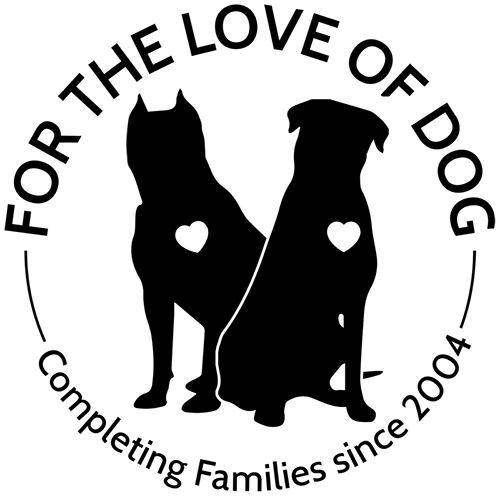 FOR THE LOVE OF DOG
Completing Families since 2004